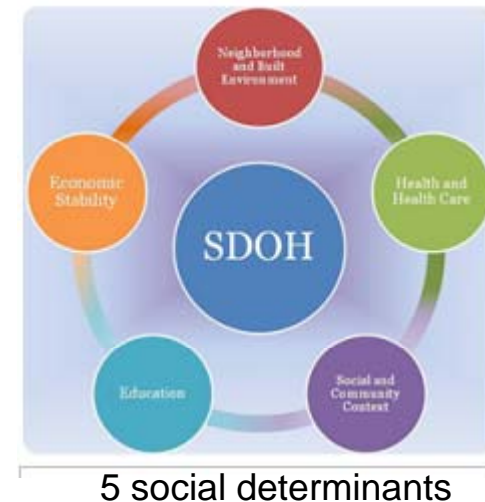 Neighborhood
and Built
Environment
Economic
Stability
Health and
Health Care
SDOH
Education
Social and
Community
Context
5 social determinants